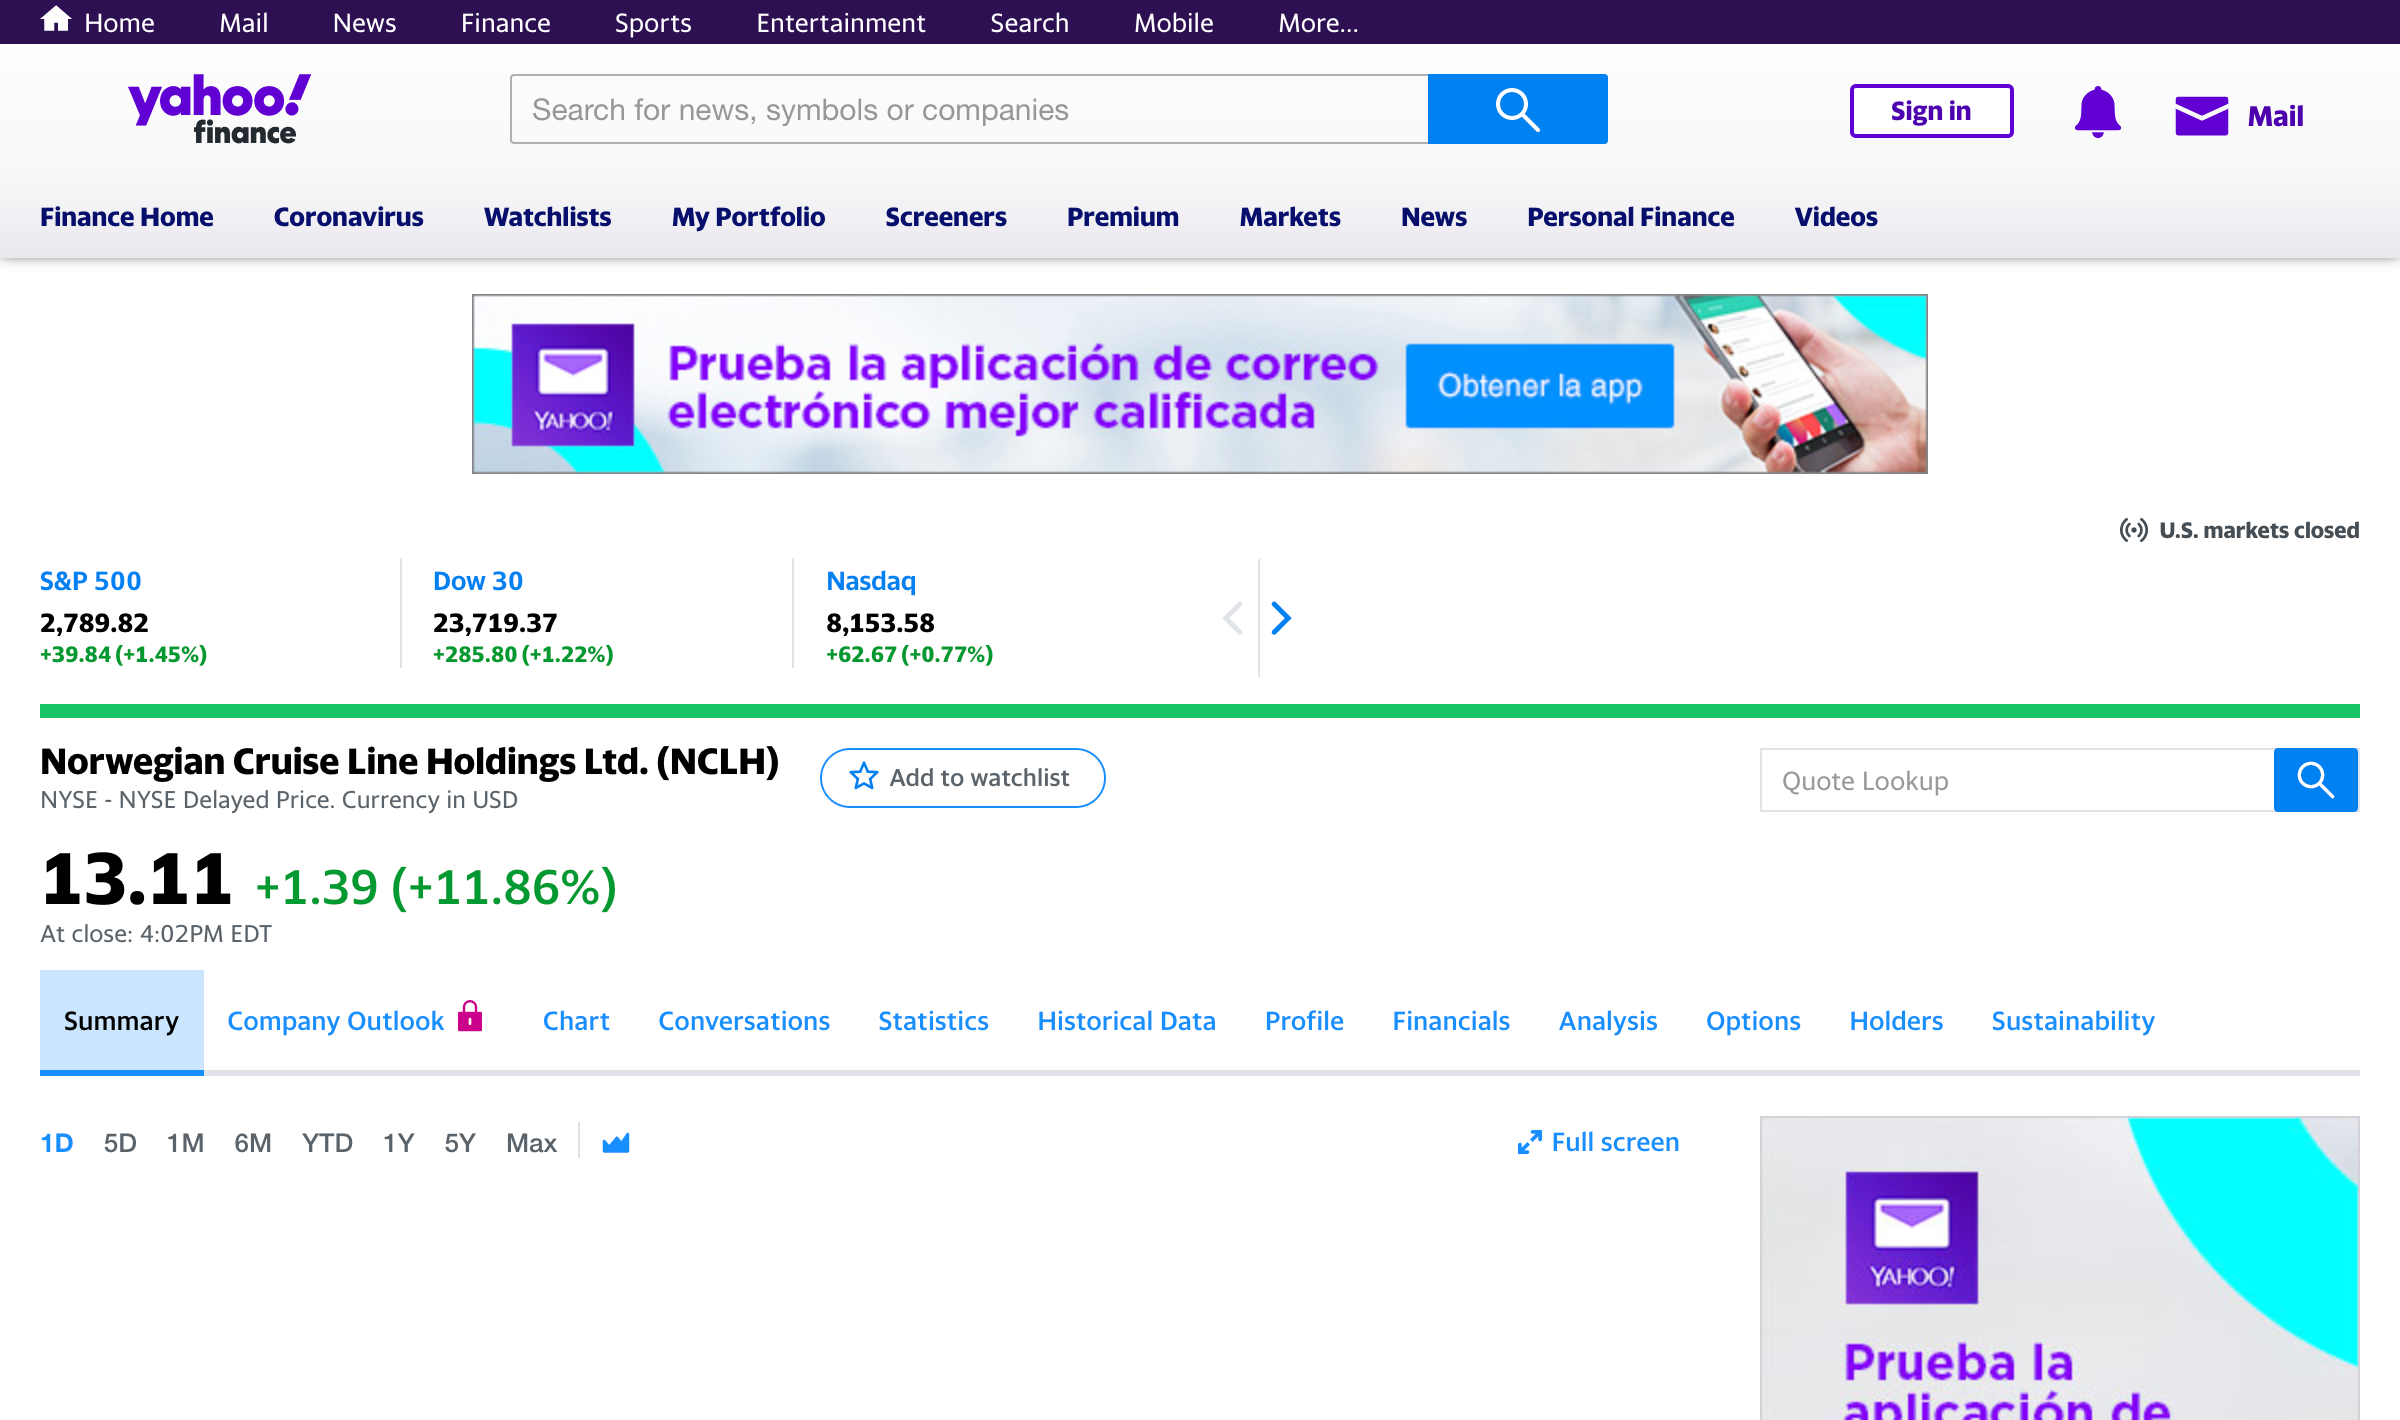 Home Mail News Finance Sports Entertainment Search Mobile More...
yahoo!
finance
Search for news, symbols or companies
Sign in
Mail
Finance Home Coronavirus Watchlists My Portfolio Screeners Premium Markets News Personal Finance Videos
YAHOO!
Prueba la aplicación de correo
electrónico mejor calificada
Obtener la app
U.S. markets closed
S&P 500
2,789.82
+39.84 (+1.45%)
Dow 30
23,719.37
+285.80 (+1.22%)
Nasdaq
8,153.58
+62.67 (+0.77%)
Norwegian Cruise Line Holdings Ltd. (NCLH)
NYSE - NYSE Delayed Price. Currency in USD
Add to watchlist
Quote Lookup
13.11 +1.39 (+11.86%)
At close: 4:02PM EDT
Summary Company Outlook Chart Conversations Statistics Historical Data Profile Financials Analysis Options Holders Sustainability
1D 5D 1M 6M YTD 1Y 5Y Max
Full screen
YAHOO!
Prueba la
aplicación de